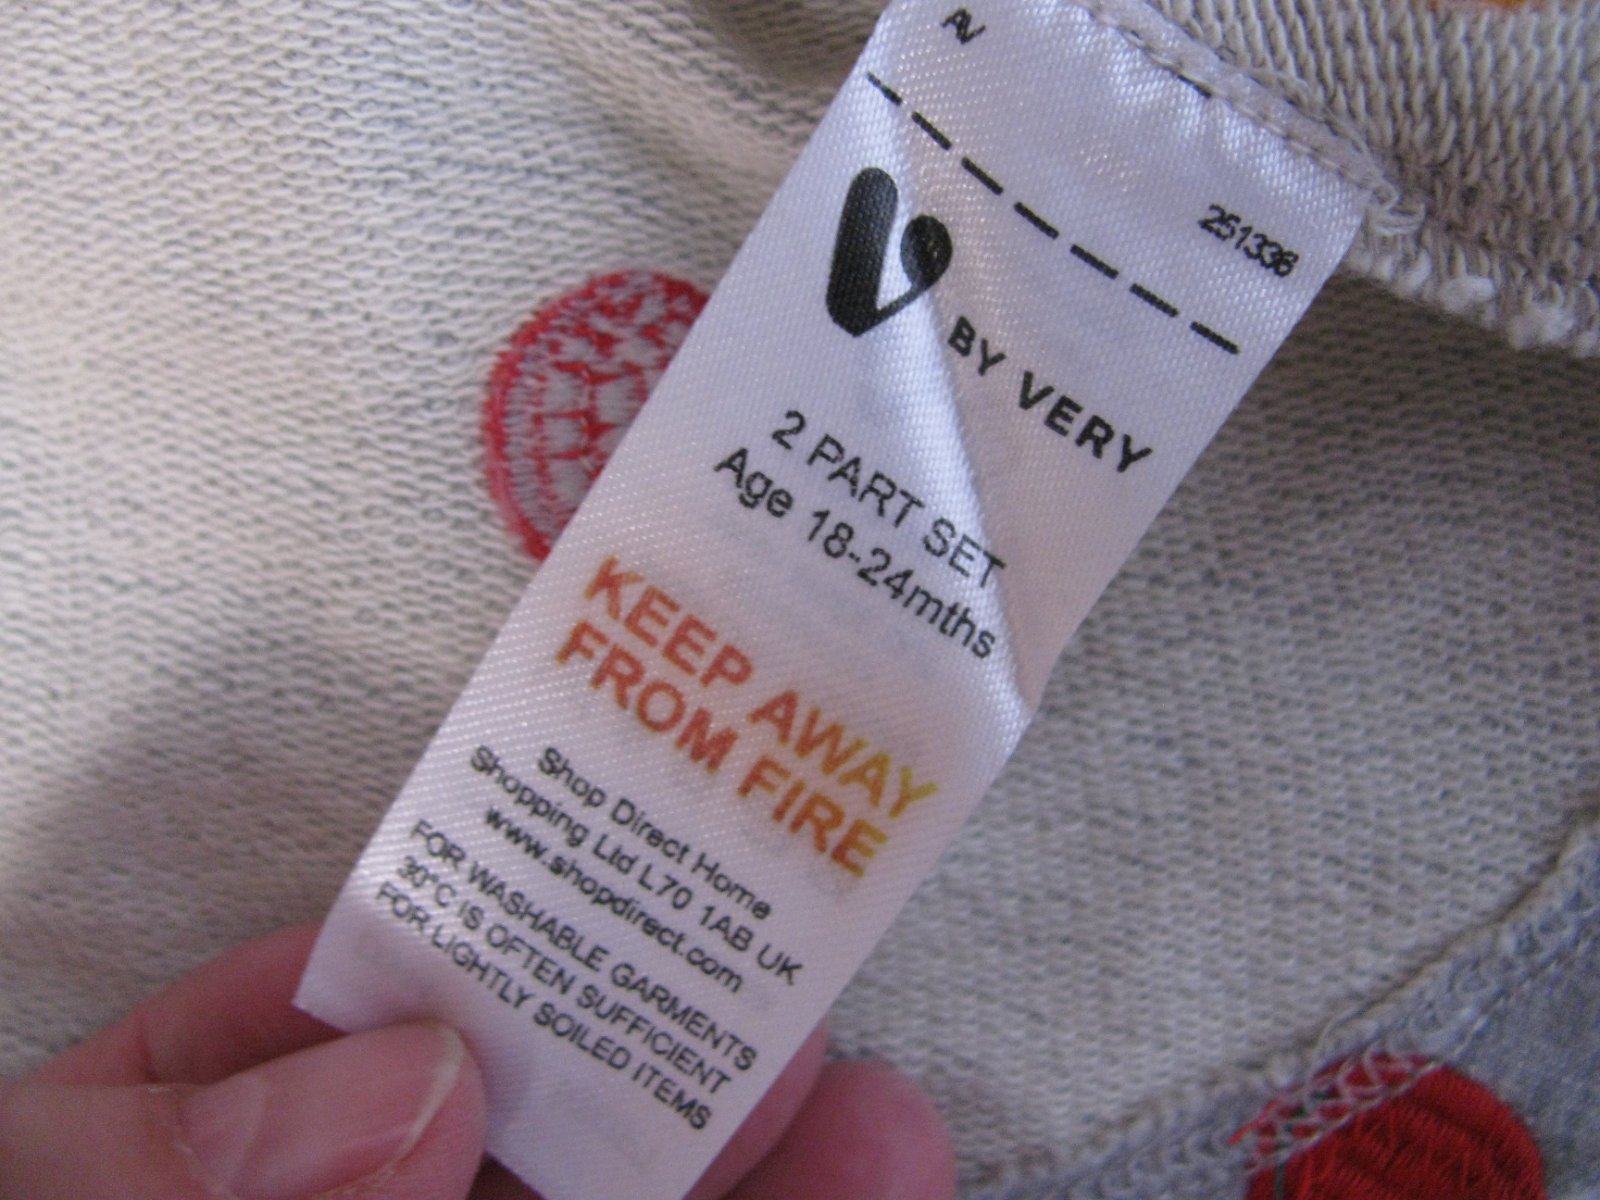 AV
251336
V BY VERY
2 PART SET
Age 18-24mths
KEEP AWAY
FROM FIRE
Shop Direct Home
Shopping Ltd L70 1AB UK
www.shopdirect.com
FOR WASHABLE GARMENTS
30°C IS OFTEN SUFFICIENT
FOR LIGHTLY SOILED ITEMS